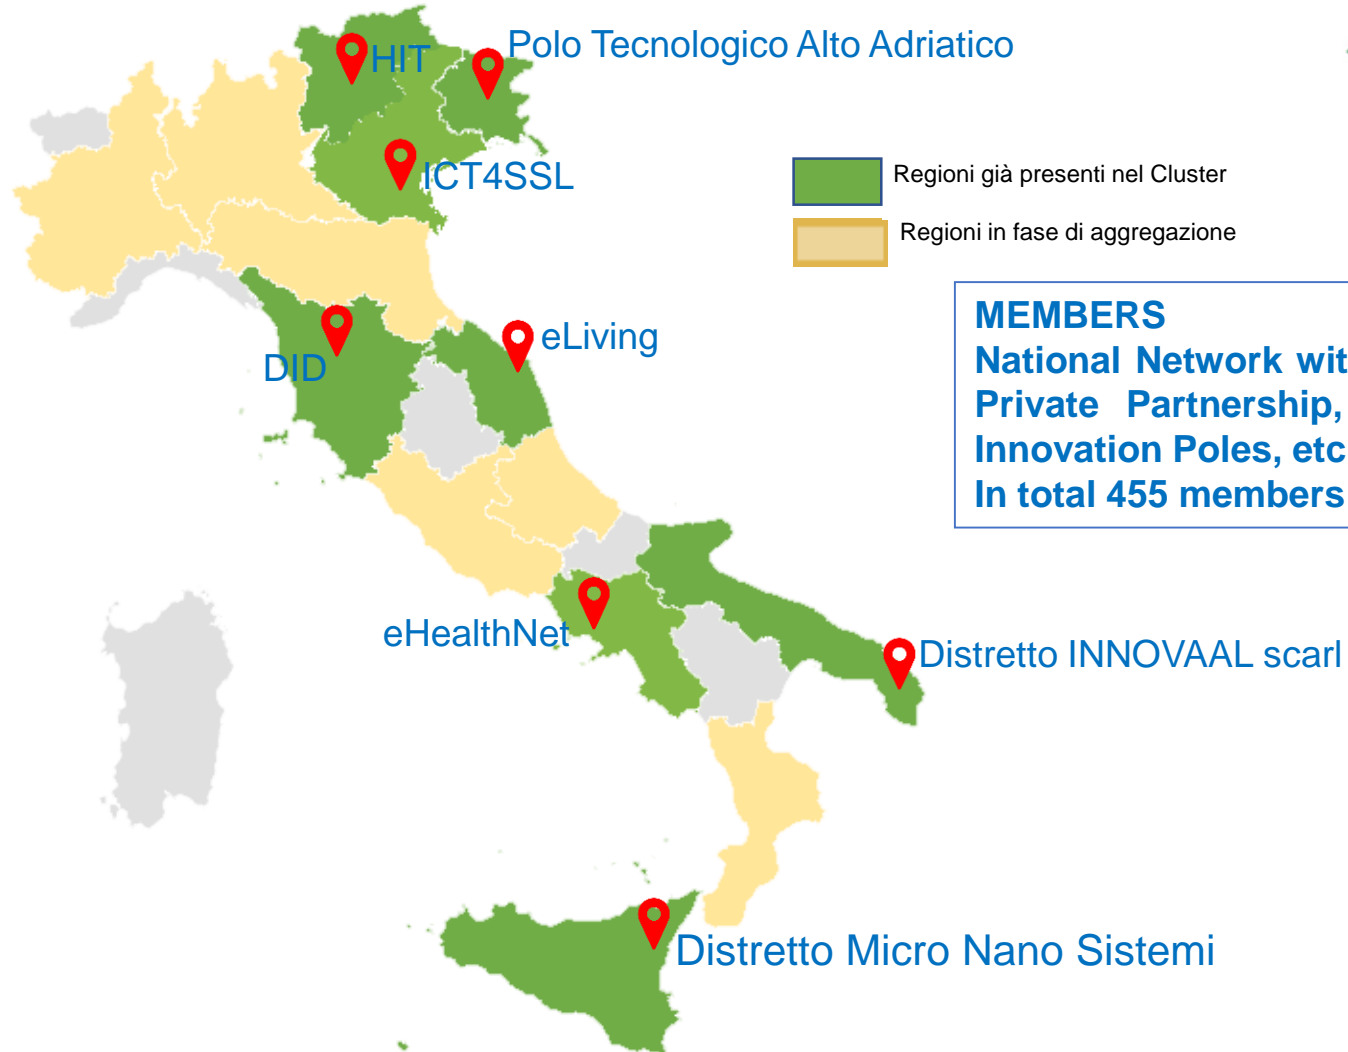 Polo Tecnologico Alto Adriatico
HIT
ICT4SSL
Regioni già presenti nel Cluster
Regioni in fase di aggregazione
MEMBERS
National Network wit
Private Partnership,
Innovation Poles, etc
In total 455 members
eLiving
DID
eHealthNet
Distretto INNOVAAL scarl
Distretto Micro Nano Sistemi